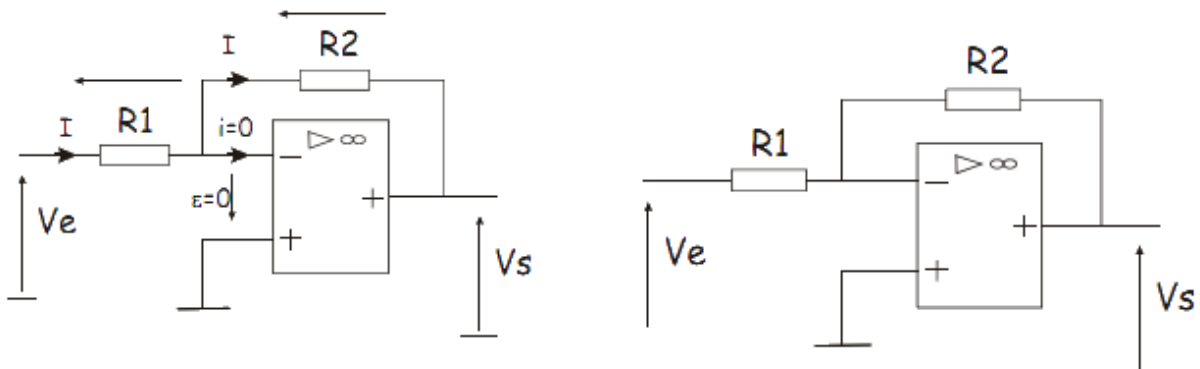 I
R2
I
R1
i=0
▷ ∞
−
ε=0
+
+
Ve
Vs
R2
R1
▷ ∞
−
+
+
Ve
Vs